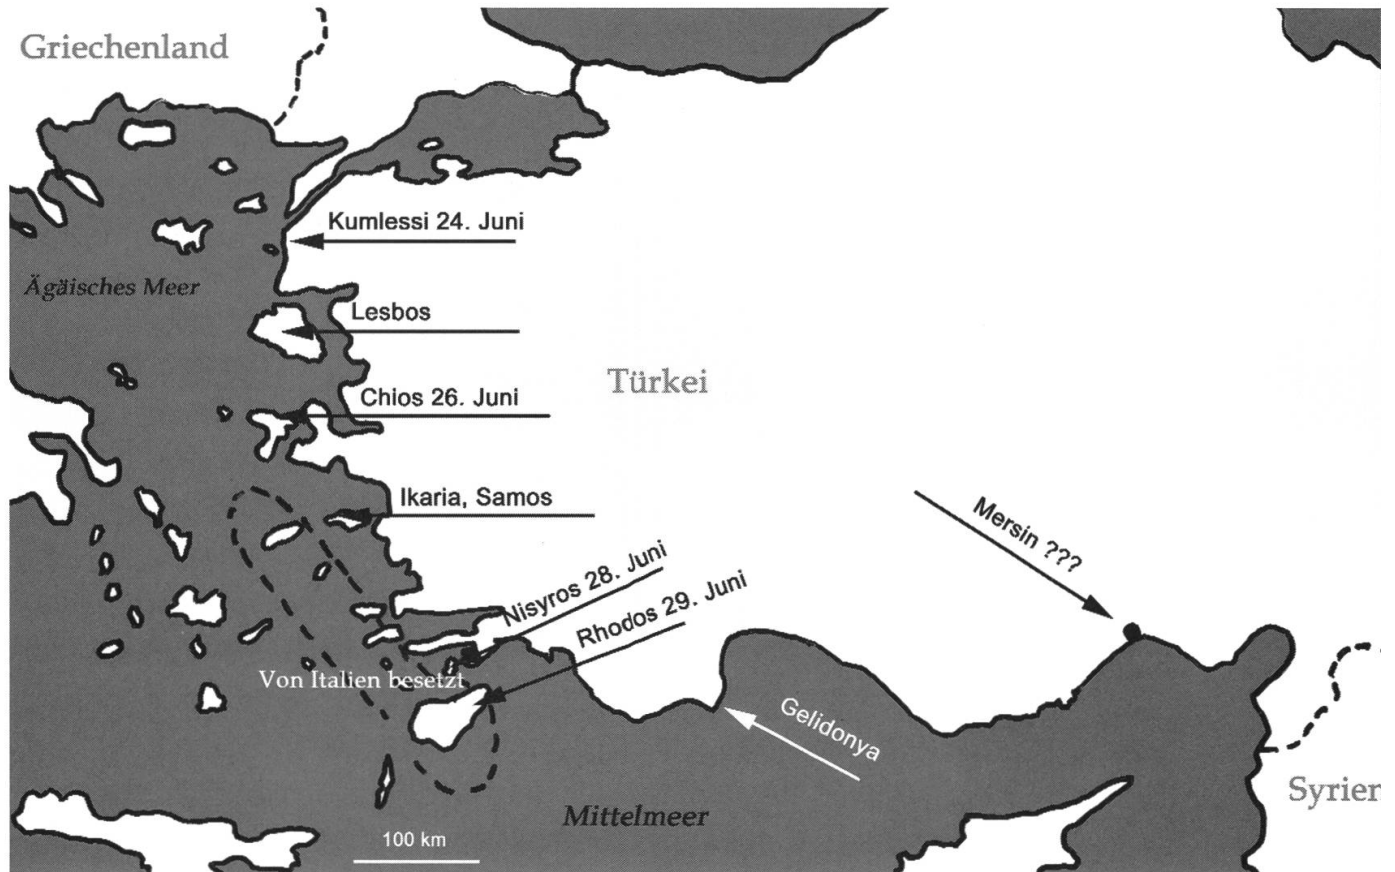 Griechenland
Kumlessi 24. Juni
Ägäisches Meer
Lesbos
Türkei
Chios 26. Juni
Ikaria, Samos
Mersin ???
Nisyros 28. Juni
Rhodos 29. Juni
Von Italien besetzt
Gelidonya
Syrien
Mittelmeer
100 km